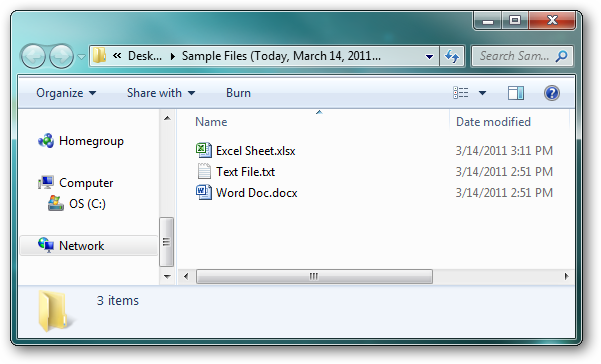 « Desk... Sample Files (Today, March 14, 2011... Search Sam...
Organize Share with Burn
Homegroup
Computer
OS (C:)
Network
Name Date modified
Excel Sheet.xlsx 3/14/2011 3:11 PM
Text File.txt 3/14/2011 2:51 PM
Word Doc.docx 3/14/2011 2:51 PM
3 items